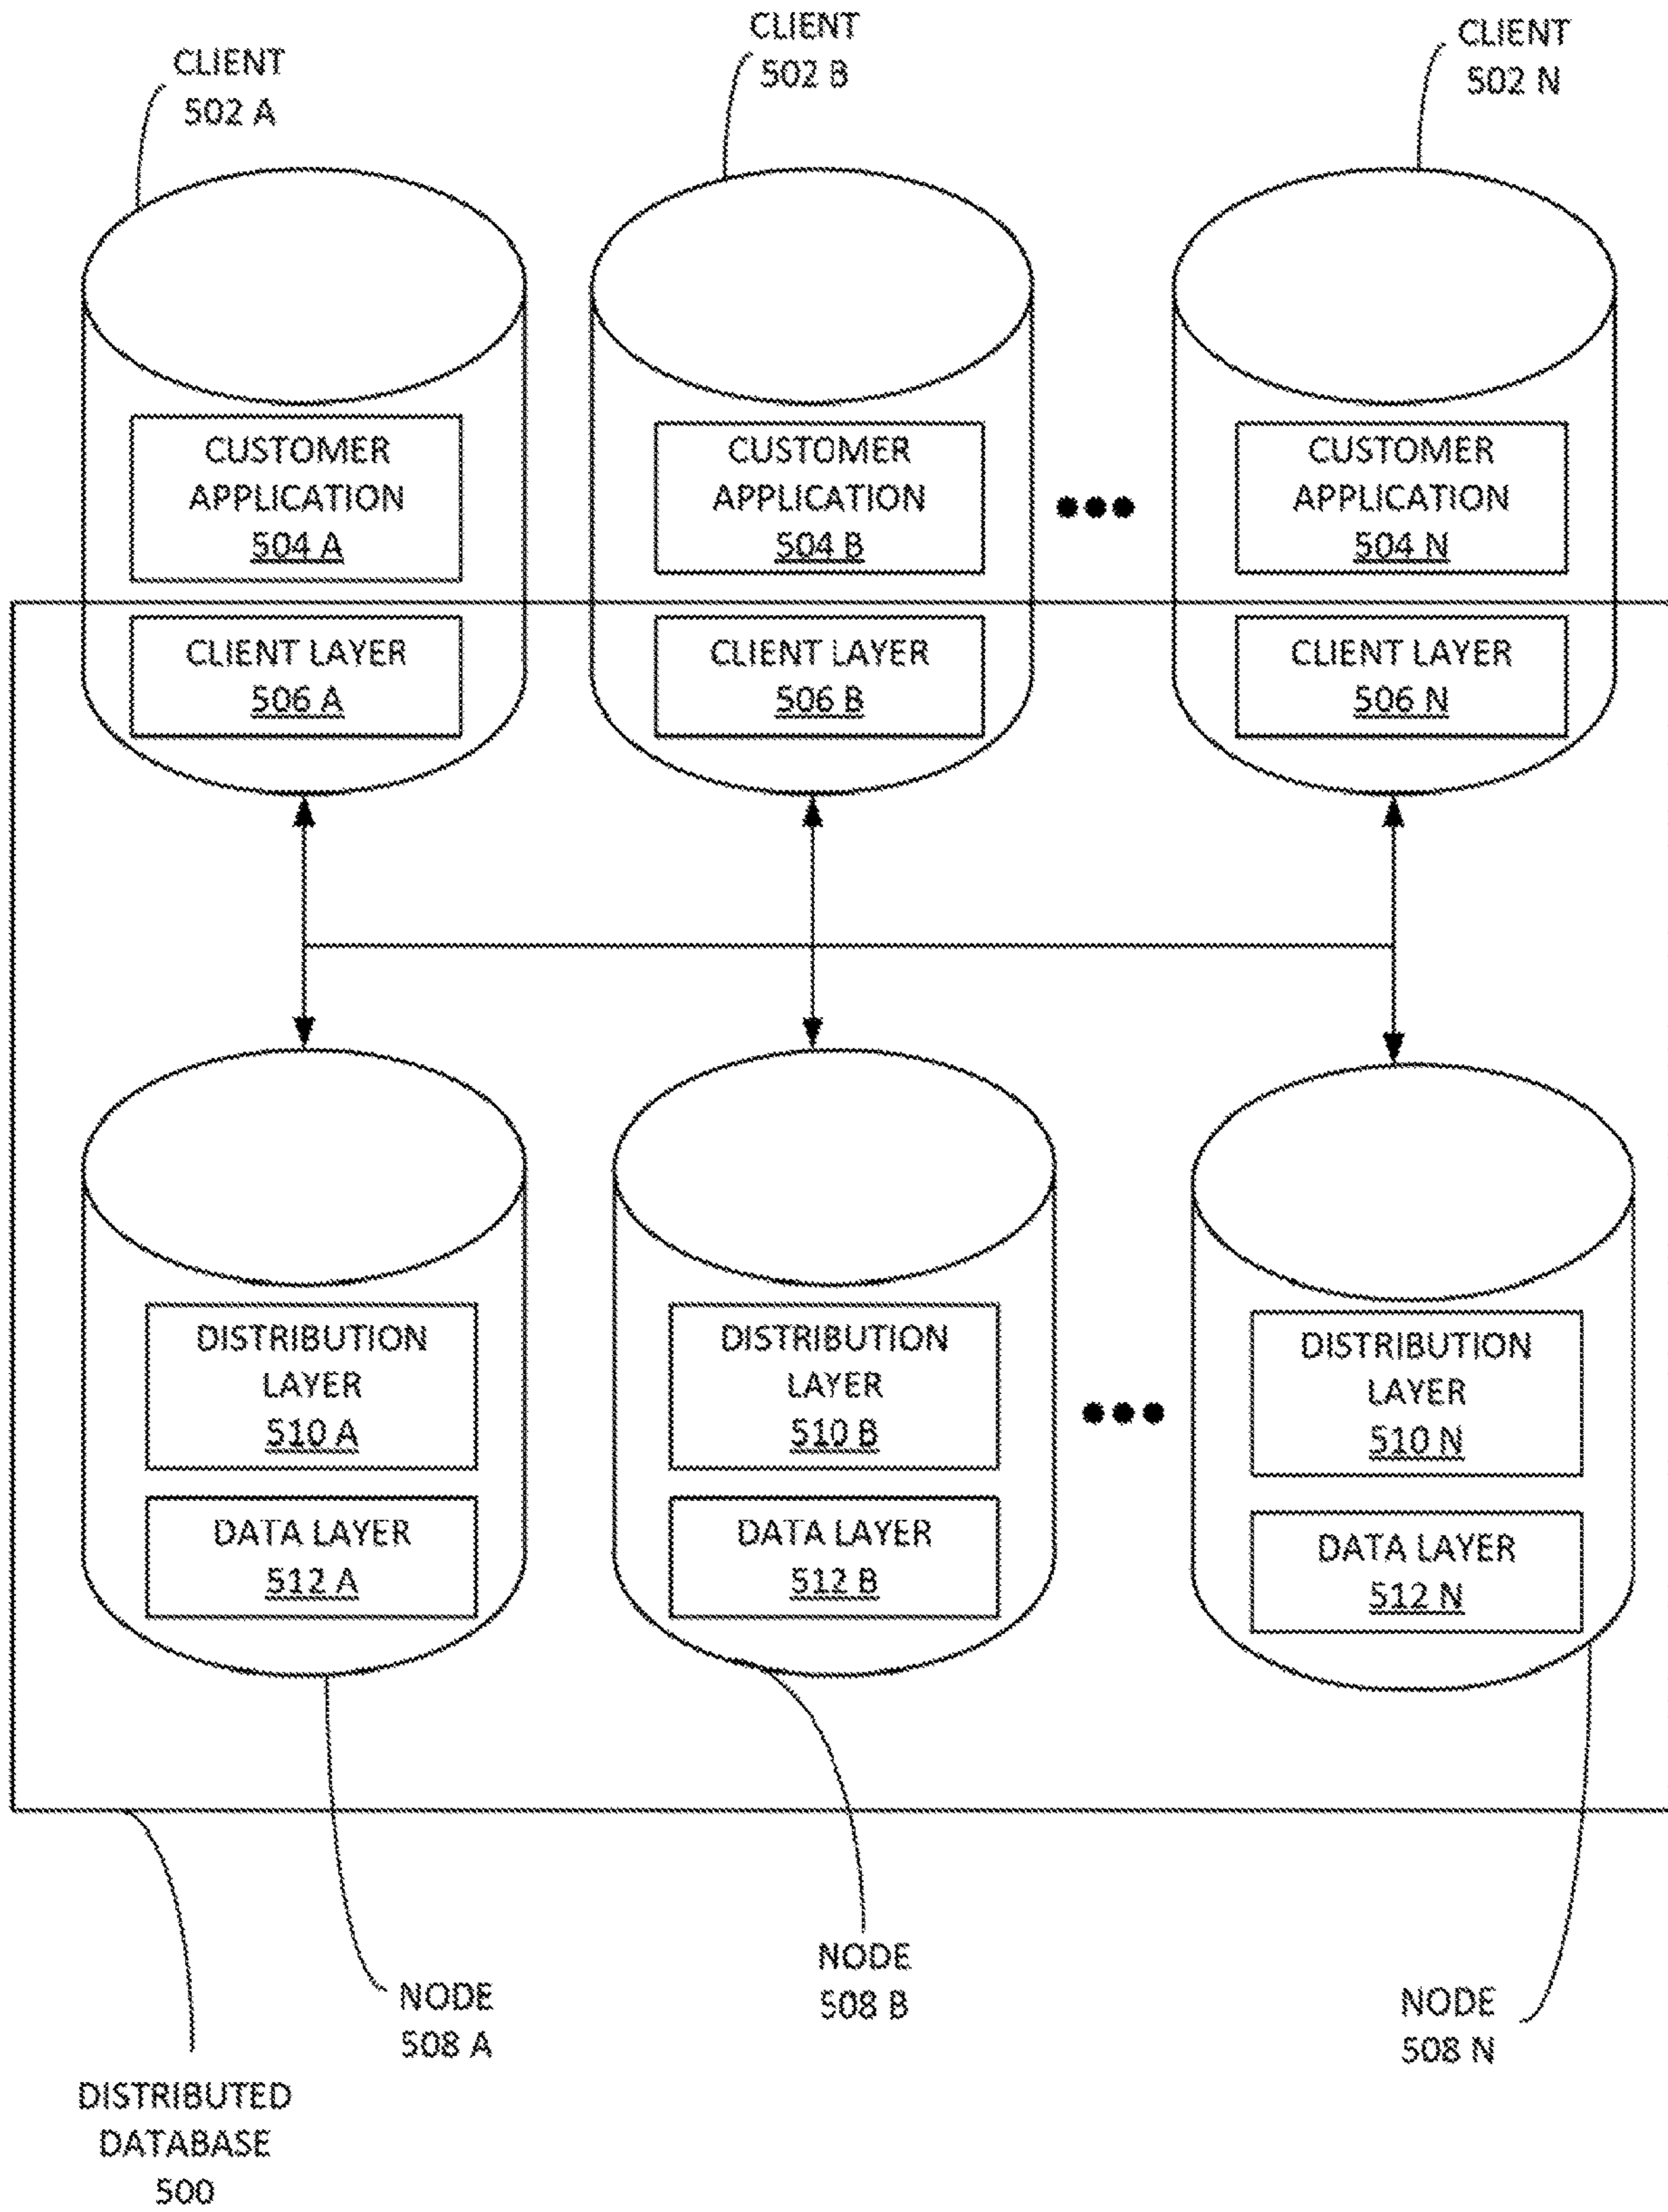 CLIENT
502 A
CLIENT
502 B
CLIENT
502 N
CUSTOMER
APPLICATION
504 A
CUSTOMER
APPLICATION
504 B
CUSTOMER
APPLICATION
504 N
CLIENT LAYER
506 A
CLIENT LAYER
506 B
CLIENT LAYER
506 N
DISTRIBUTION
LAYER
510 A
DISTRIBUTION
LAYER
510 B
DISTRIBUTION
LAYER
510 N
DATA LAYER
512 A
DATA LAYER
512 B
DATA LAYER
512 N
NODE
508 A
NODE
508 B
NODE
508 N
DISTRIBUTED
DATABASE
500